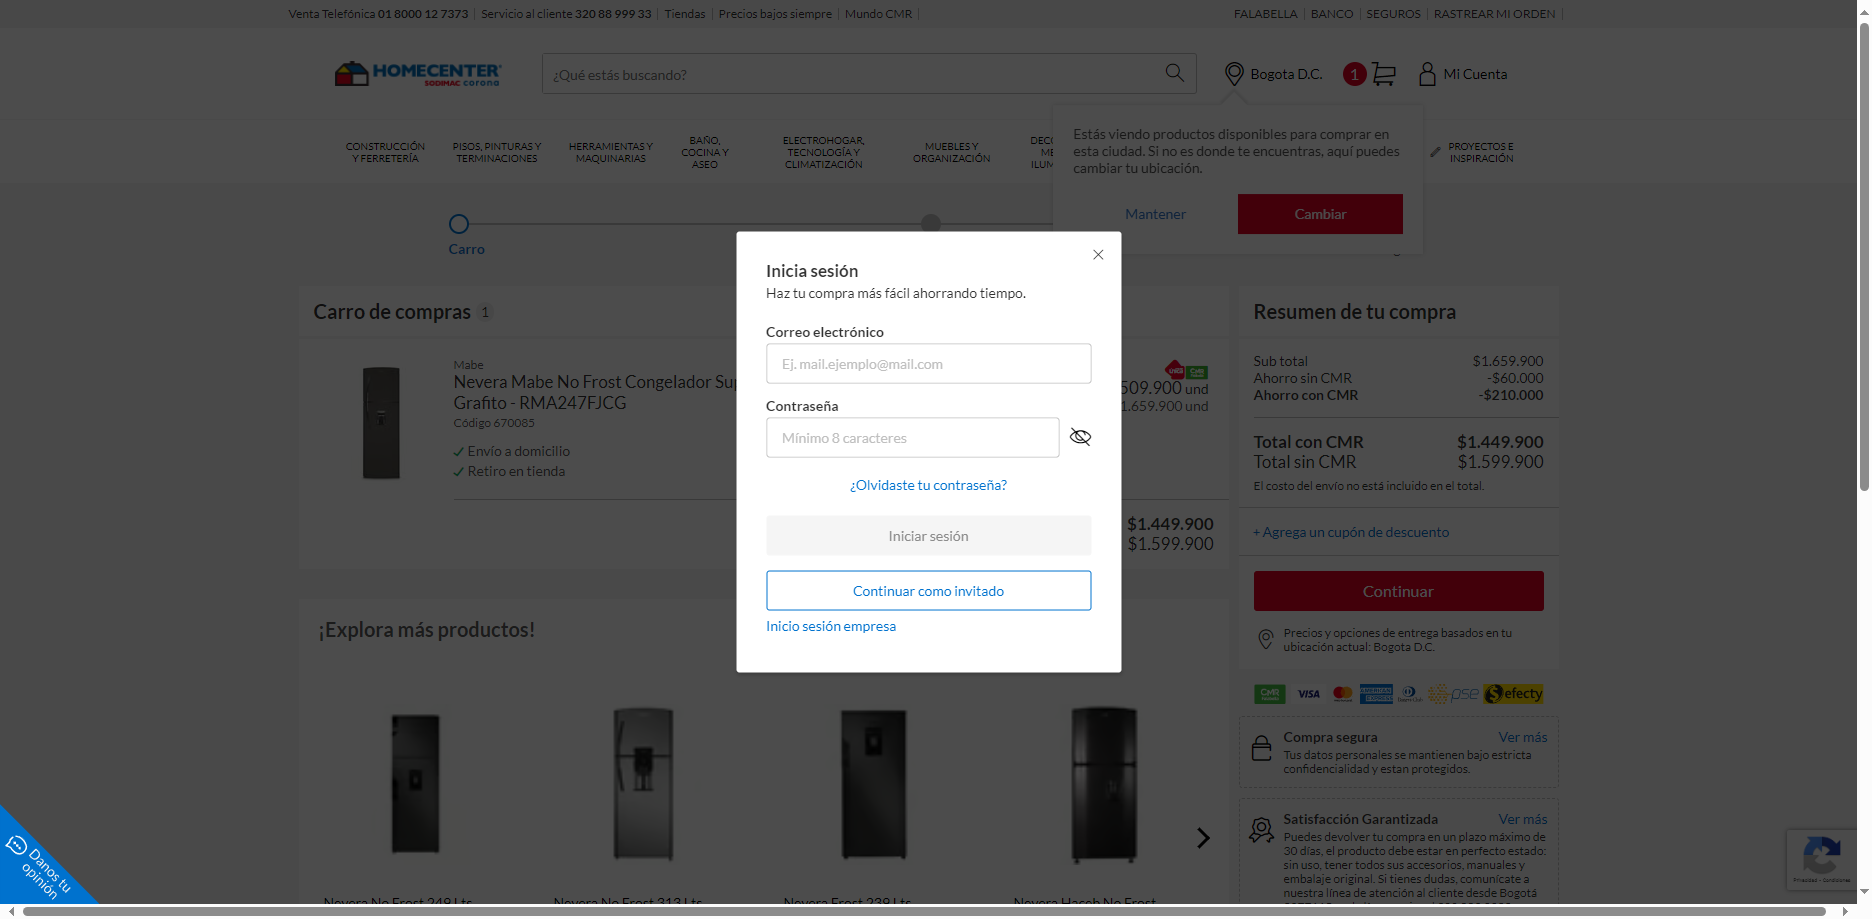 Venta Telefónica 01 8000 12 7373
Servicio al cliente 320 88 999 33
Tiendas
Precios bajos siempre
Mundo CMR
FALABELLA
BANCO
SEGUROS
RASTREAR MI ORDEN
HOMECENTER
SODIMAC corona
¿Qué estás buscando?
Bogota D.C.
1
Mi Cuenta
CONSTRUCCIÓN
Y FERRETERÍA
PISOS, PINTURAS Y
TERMINACIONES
HERRAMIENTAS Y
MAQUINARIAS
BAÑO,
COCINA Y
ASEO
ELECTROHOGAR,
TECNOLOGÍA Y
CLIMATIZACIÓN
MUEBLES Y
ORGANIZACIÓN
PROYECTOS E
INSPIRACIÓN
Estás viendo productos disponibles para comprar en
esta ciudad. Si no es donde te encuentras, aquí puedes
cambiar tu ubicación.
Mantener
Cambiar
Carro
Inicia sesión
Haz tu compra más fácil ahorrando tiempo.
Correo electrónico
Ej. mail.ejemplo@mail.com
Contraseña
Mínimo 8 caracteres
¿Olvidaste tu contraseña?
Iniciar sesión
Continuar como invitado
Inicio sesión empresa
Carro de compras 1
Mabe
Nevera Mabe No Frost Congelador Su
Grafito - RMA247FJCG
Código 670085
Envío a domicilio
Retiro en tienda
509.900 und
1.659.900 und
$1.449.900
$1.599.900
Resumen de tu compra
Sub total $1.659.900
Ahorro sin CMR -$60.000
Ahorro con CMR -$210.000
Total con CMR $1.449.900
Total sin CMR $1.599.900
El costo del envío no está incluido en el total.
+ Agrega un cupón de descuento
Continuar
Precios y opciones de entrega basados en tu
ubicación actual: Bogota D.C.
CMR
VISA
AMERICAN EXPRESS
pse
efecty
Compra segura Ver más
Tus datos personales se mantienen bajo estricta
confidencialidad y estan protegidos.
Satisfacción Garantizada Ver más
Puedes devolver tu compra en un plazo máximo de
30 días, el producto debe estar en perfecto estado:
sin uso, tener todos sus accesorios, manuales y
embalaje original. Si tienes dudas, comunícate a
nuestra línea de atención al cliente desde Bogotá
¡Explora más productos!
Nevera No Frost 249 Lts
Nevera No Frost 313 Lts
Nevera No Frost 239 Lts
Nevera Haceb No Frost
Danos tu
opinión